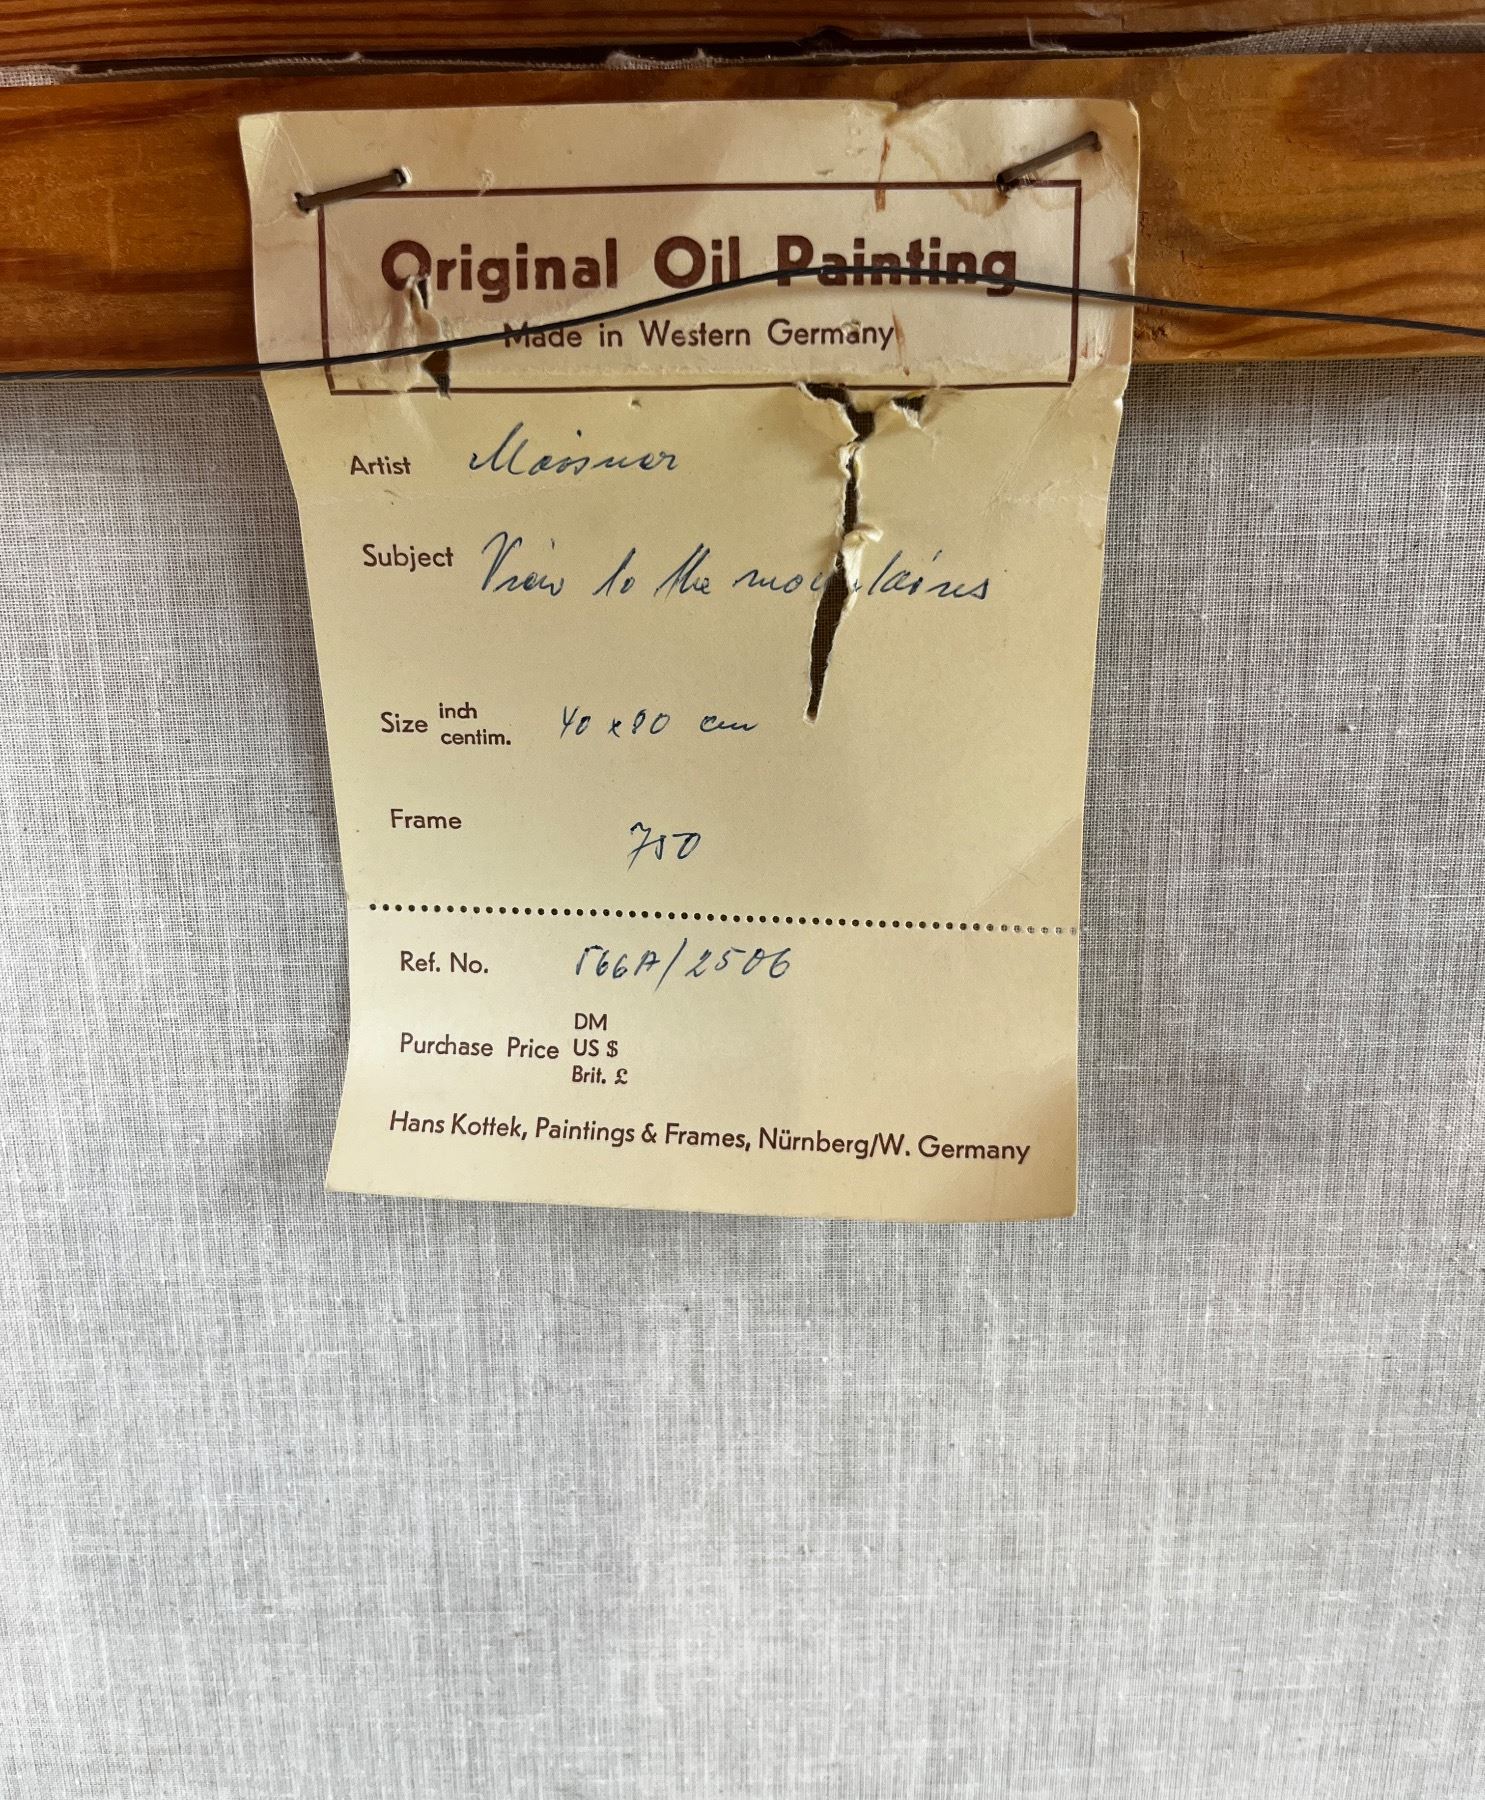 Original Oil Painting
Made in Western Germany
Artist Meissner
Subject View to the mountaines
Size inch centim. 40 x 80 cm
Frame 750
Ref. No. 566A/2506
Purchase Price DM
US $
Brit. £
Hans Kottek, Paintings & Frames, Nürnberg/W. Germany